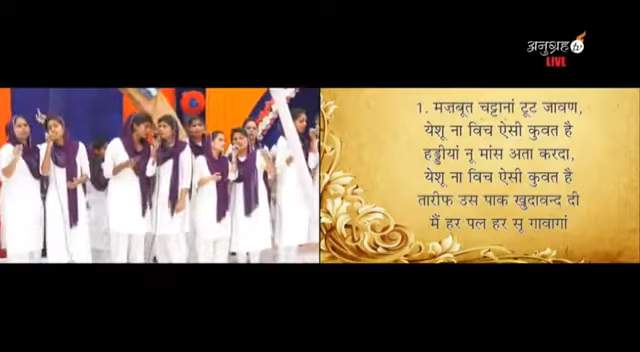 अनुग्रह tv
LIVE
1. मज़बूत चट्टानां टूट जावण,
येशू ना विच ऐसी कुवत है
हड्डीयां नू मांस अता करदा,
येशू ना विच ऐसी कुवत है
तारीफ उस पाक खुदावन्द दी
मैं हर पल हर सू गावागां